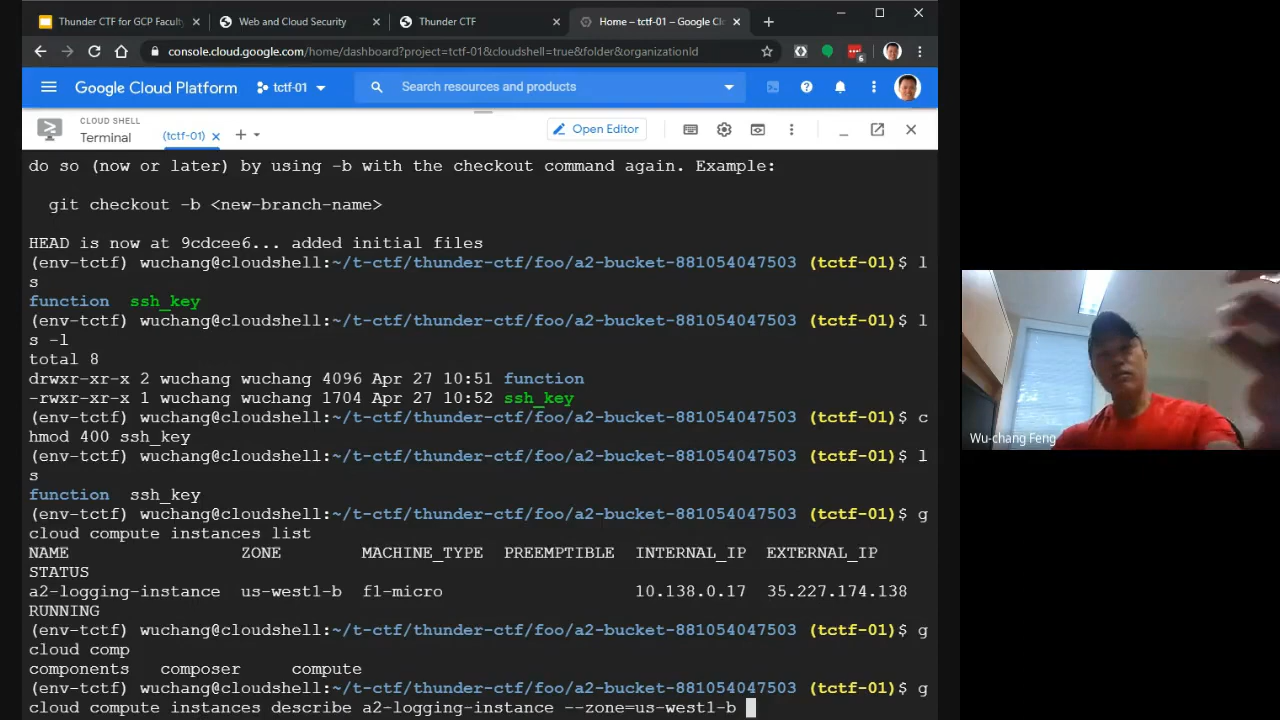 Thunder CTF for GCP Facult
Web and Cloud Security
Thunder CTF
Home – tctf-01 – Google Cl
console.cloud.google.com/home/dashboard?project=tctf-01&cloudshell=true&folder&organizationId
6
Google Cloud Platform
tctf-01
Search resources and products
CLOUD SHELL
Terminal
(tctf-01)
Open Editor
do so (now or later) by using -b with the checkout command again. Example:
git checkout -b <new-branch-name>
HEAD is now at 9cdcee6... added initial files
(env-tctf) wuchang@cloudshell:~/t-ctf/thunder-ctf/foo/a2-bucket-881054047503 (tctf-01)$ l
s
function ssh_key
(env-tctf) wuchang@cloudshell:~/t-ctf/thunder-ctf/foo/a2-bucket-881054047503 (tctf-01)$ l
s -l
total 8
drwxr-xr-x 2 wuchang wuchang 4096 Apr 27 10:51 function
-rwxr-xr-x 1 wuchang wuchang 1704 Apr 27 10:52 ssh_key
(env-tctf) wuchang@cloudshell:~/t-ctf/thunder-ctf/foo/a2-bucket-881054047503 (tctf-01)$ c
hmod 400 ssh_key
(env-tctf) wuchang@cloudshell:~/t-ctf/thunder-ctf/foo/a2-bucket-881054047503 (tctf-01)$ l
s
function ssh_key
(env-tctf) wuchang@cloudshell:~/t-ctf/thunder-ctf/foo/a2-bucket-881054047503 (tctf-01)$ g
cloud compute instances list
NAME ZONE MACHINE_TYPE PREEMPTIBLE INTERNAL_IP EXTERNAL_IP
STATUS
a2-logging-instance us-west1-b f1-micro 10.138.0.17 35.227.174.138
RUNNING
(env-tctf) wuchang@cloudshell:~/t-ctf/thunder-ctf/foo/a2-bucket-881054047503 (tctf-01)$ g
cloud comp
components composer compute
(env-tctf) wuchang@cloudshell:~/t-ctf/thunder-ctf/foo/a2-bucket-881054047503 (tctf-01)$ g
cloud compute instances describe a2-logging-instance --zone=us-west1-b
Wu-chang Feng